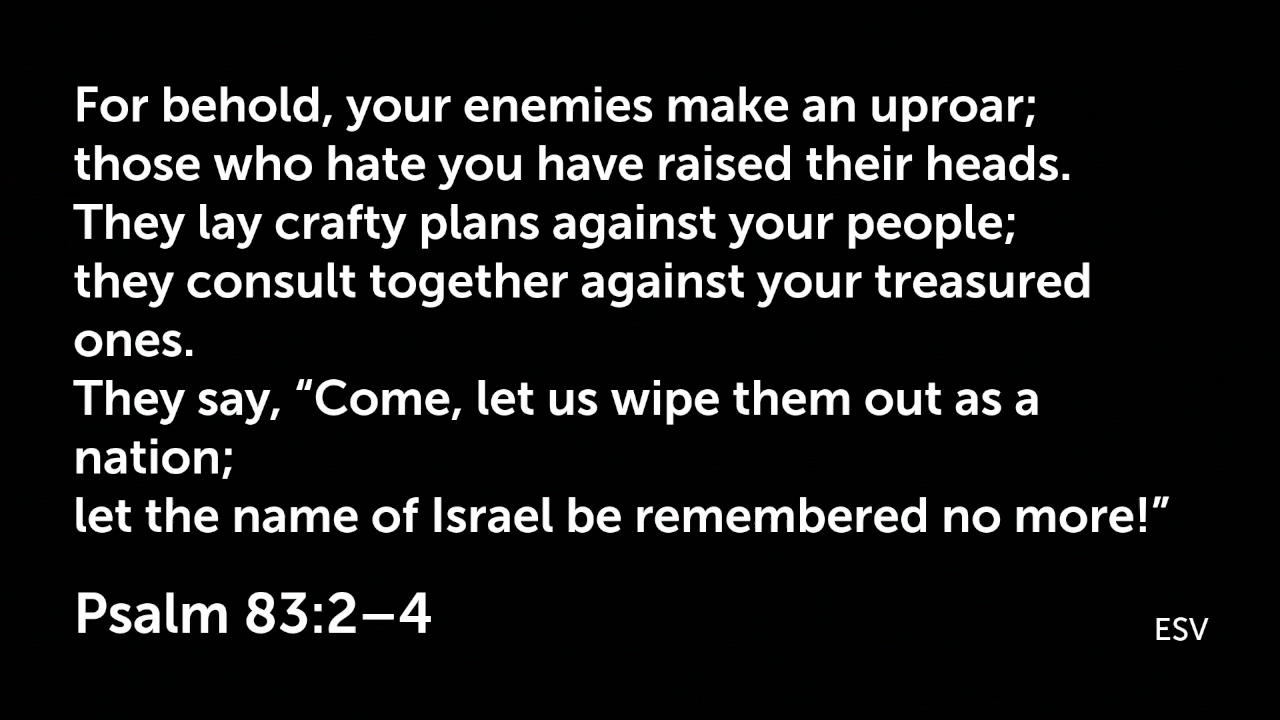 For behold, your enemies make an uproar;
those who hate you have raised their heads.
They lay crafty plans against your people;
they consult together against your treasured
ones.
They say, “Come, let us wipe them out as a
nation;
let the name of Israel be remembered no more!”
Psalm 83:2–4
ESV